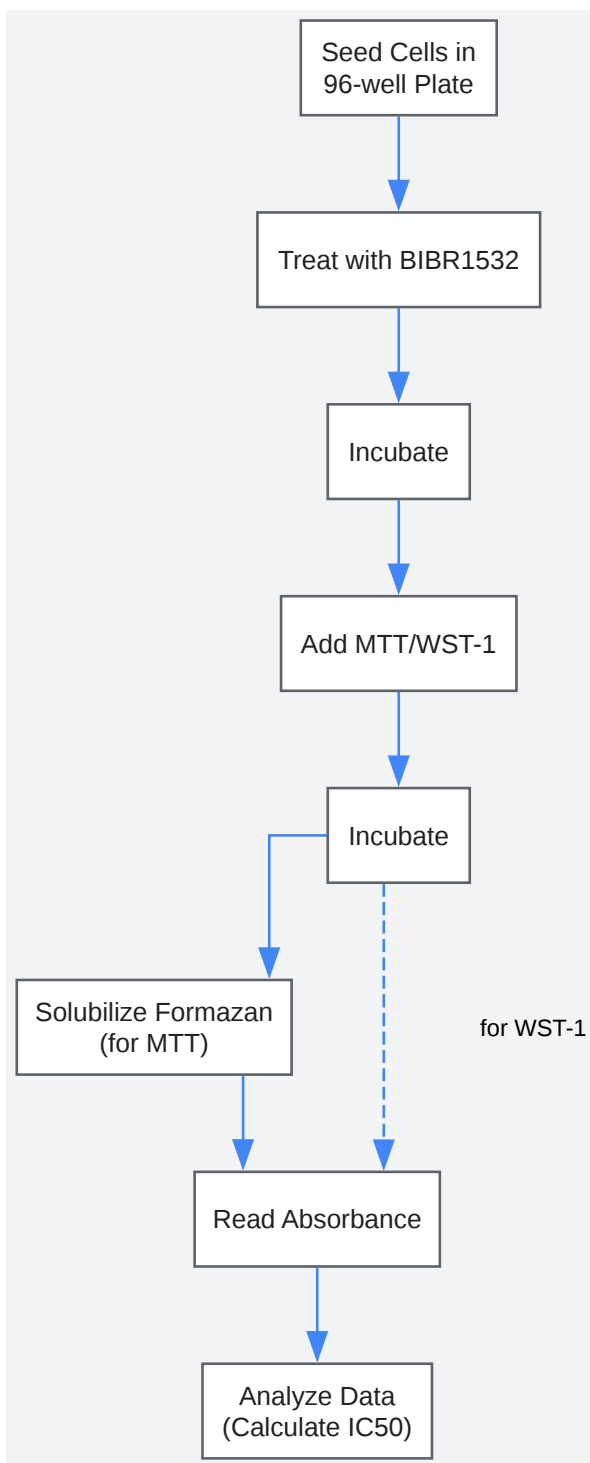 Seed Cells in
96-well Plate
Treat with BIBR1532
Incubate
Add MTT/WST-1
Incubate
Solubilize Formazan
(for MTT)
for WST-1
Read Absorbance
Analyze Data
(Calculate IC50)